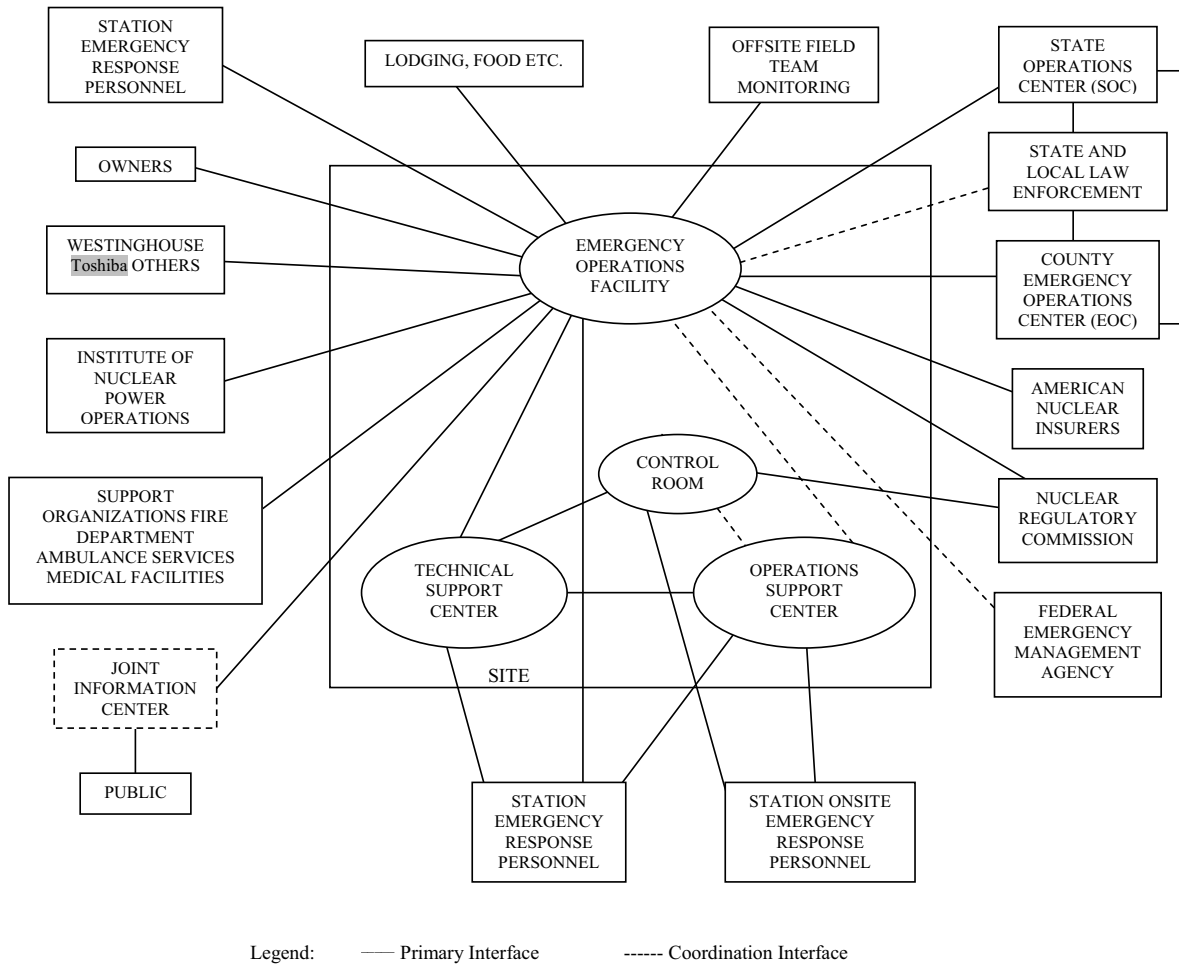 STATION
EMERGENCY
RESPONSE
PERSONNEL
LODGING, FOOD ETC.
OFFSITE FIELD
TEAM
MONITORING
STATE
OPERATIONS
CENTER (SOC)
OWNERS
STATE AND
LOCAL LAW
ENFORCEMENT
WESTINGHOUSE
Toshiba OTHERS
EMERGENCY
OPERATIONS
FACILITY
COUNTY
EMERGENCY
OPERATIONS
CENTER (EOC)
INSTITUTE OF
NUCLEAR
POWER
OPERATIONS
AMERICAN
NUCLEAR
INSURERS
CONTROL
ROOM
SUPPORT
ORGANIZATIONS FIRE
DEPARTMENT
AMBULANCE SERVICES
MEDICAL FACILITIES
NUCLEAR
REGULATORY
COMMISSION
TECHNICAL
SUPPORT
CENTER
OPERATIONS
SUPPORT
CENTER
FEDERAL
EMERGENCY
MANAGEMENT
AGENCY
JOINT
INFORMATION
CENTER
SITE
PUBLIC
STATION
EMERGENCY
RESPONSE
PERSONNEL
STATION ONSITE
EMERGENCY
RESPONSE
PERSONNEL
Legend: —— Primary Interface ------ Coordination Interface